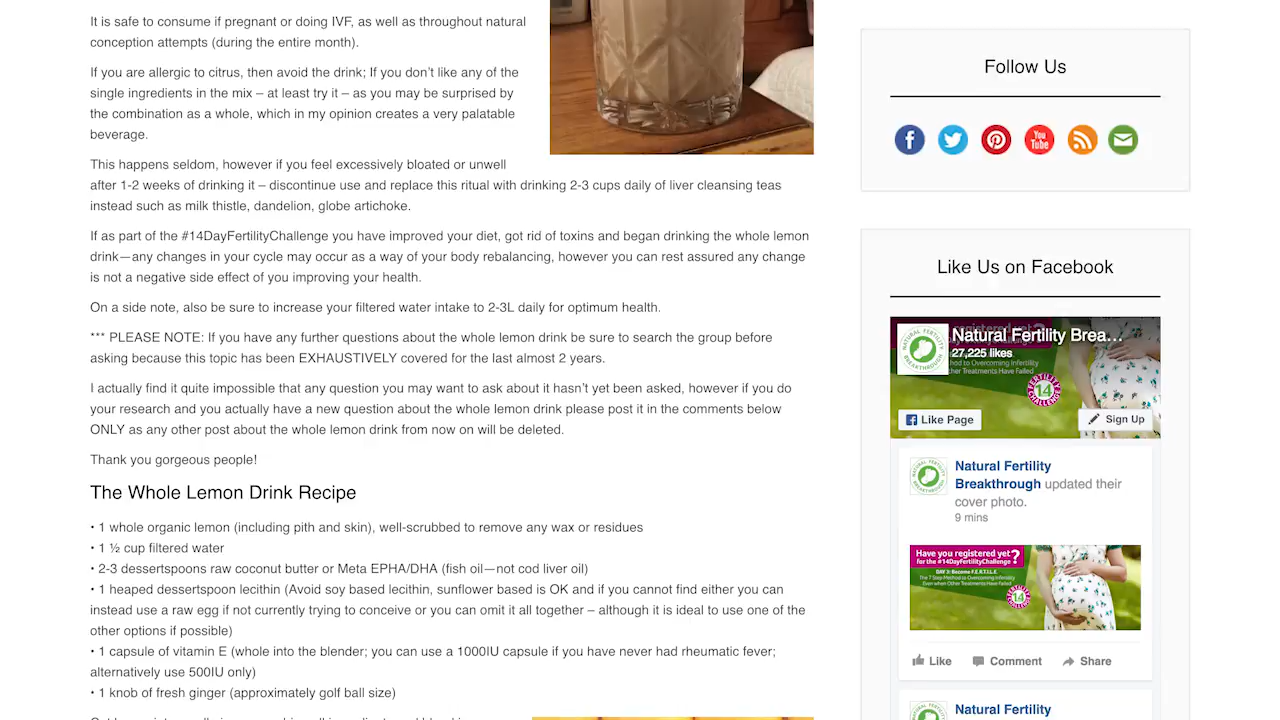 It is safe to consume if pregnant or doing IVF, as well as throughout natural
conception attempts (during the entire month).
If you are allergic to citrus, then avoid the drink; If you don’t like any of the
single ingredients in the mix – at least try it – as you may be surprised by
the combination as a whole, which in my opinion creates a very palatable
beverage.
This happens seldom, however if you feel excessively bloated or unwell
after 1-2 weeks of drinking it – discontinue use and replace this ritual with drinking 2-3 cups daily of liver cleansing teas
instead such as milk thistle, dandelion, globe artichoke.
If as part of the #14DayFertilityChallenge you have improved your diet, got rid of toxins and began drinking the whole lemon
drink—any changes in your cycle may occur as a way of your body rebalancing, however you can rest assured any change
is not a negative side effect of you improving your health.
On a side note, also be sure to increase your filtered water intake to 2-3L daily for optimum health.
*** PLEASE NOTE: If you have any further questions about the whole lemon drink be sure to search the group before
asking because this topic has been EXHAUSTIVELY covered for the last almost 2 years.
I actually find it quite impossible that any question you may want to ask about it hasn’t yet been asked, however if you do
your research and you actually have a new question about the whole lemon drink please post it in the comments below
ONLY as any other post about the whole lemon drink from now on will be deleted.
Thank you gorgeous people!
The Whole Lemon Drink Recipe
• 1 whole organic lemon (including pith and skin), well-scrubbed to remove any wax or residues
• 1 ½ cup filtered water
• 2-3 dessertspoons raw coconut butter or Meta EPHA/DHA (fish oil—not cod liver oil)
• 1 heaped dessertspoon lecithin (Non soy based lecithin, sunflower based is OK and if you cannot find either you can
instead use a raw egg if not currently trying to conceive or you can omit it all together – although it is ideal to use one of the
other options if possible)
• 1 capsule of vitamin E (whole into the blender; you can use a 1000IU capsule if you have never had rheumatic fever;
alternatively use 500IU only)
• 1 knob of fresh ginger (approximately golf ball size)
Follow Us
You
Tube
Like Us on Facebook
Natural Fertility Brea…
27,225 likes
FERTILITY
14
CHALLENGE
Like Page
Sign Up
Natural Fertility
Breakthrough updated their
cover photo.
9 mins
Have you registered yet?
for the #14DayFertilityChallenge
DAY 3: Become F.E.R.T.I.L.E.
The 7 Step Method to Overcoming Infertility
Even when Other Treatments Have Failed
14
Like
Comment
Share
Natural Fertility